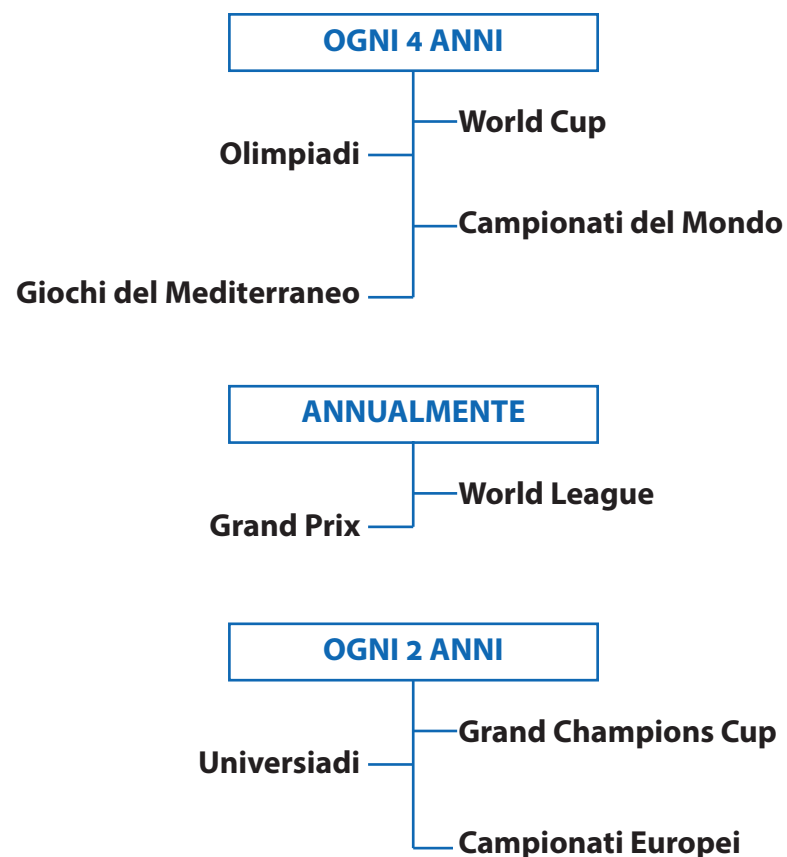 OGNI 4 ANNI
World Cup
Olimpiadi
Campionati del Mondo
Giochi del Mediterraneo
ANNUALMENTE
World League
Grand Prix
OGNI 2 ANNI
Grand Champions Cup
Universiadi
Campionati Europei